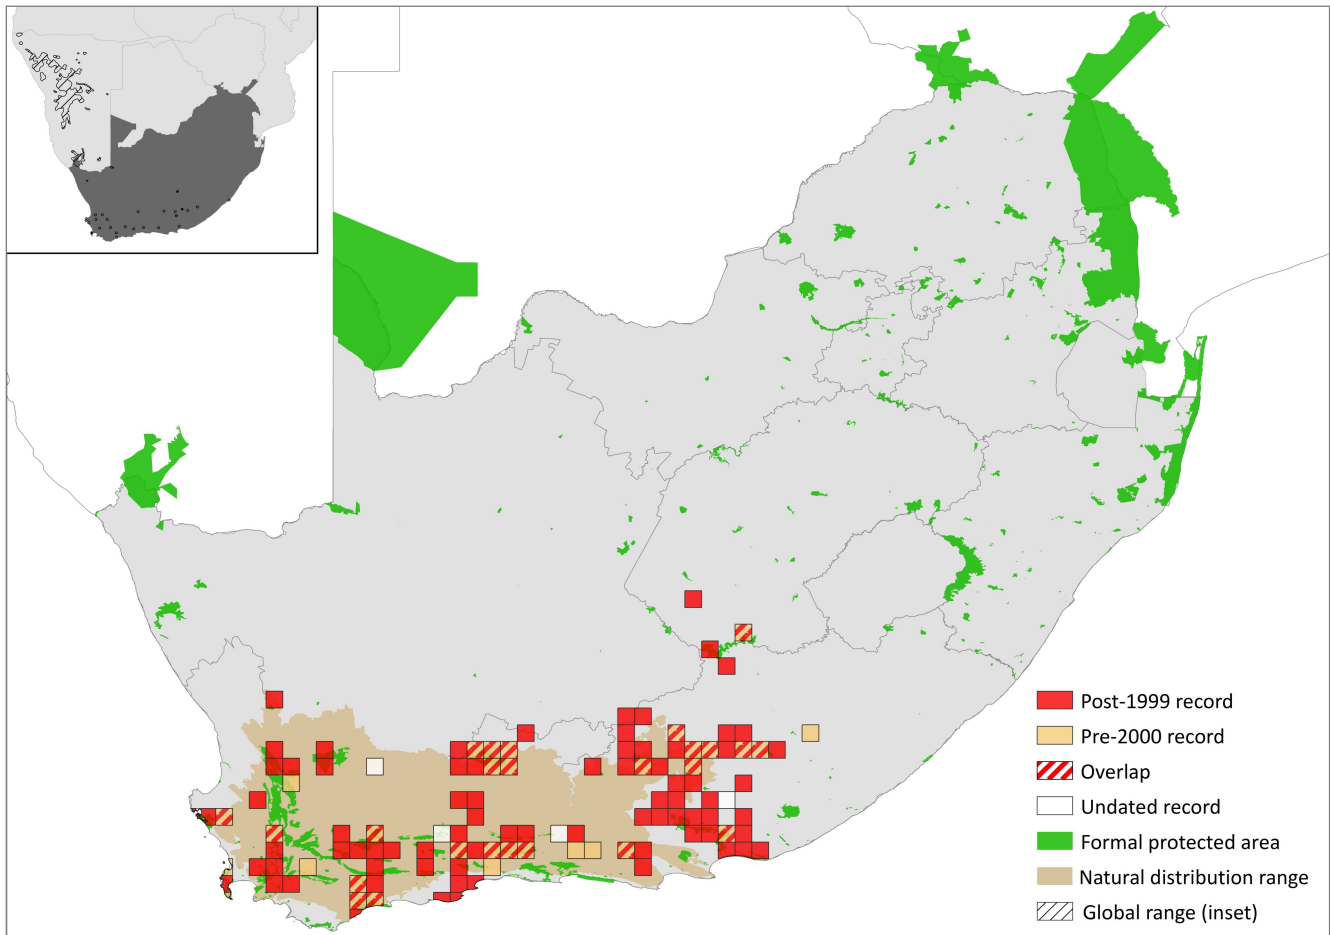 Post-1999 record
Pre-2000 record
Overlap
Undated record
Formal protected area
Natural distribution range
Global range (inset)